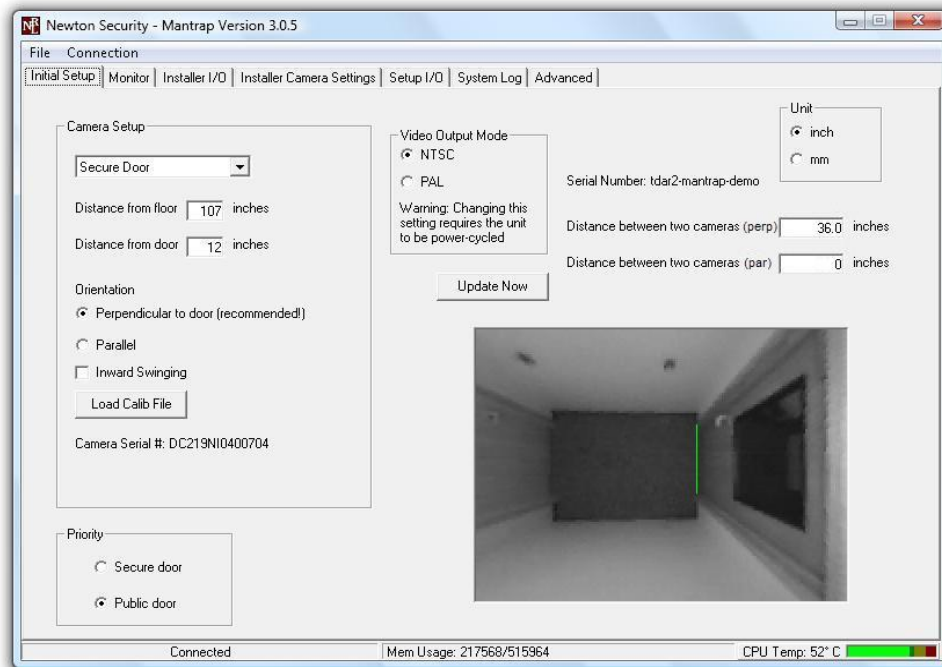 Newton Security - Mantrap Version 3.0.5
File Connection
Initial Setup Monitor Installer I/O Installer Camera Settings Setup I/O System Log Advanced
Camera Setup
Secure Door
Distance from floor 107 inches
Distance from door 12 inches
Orientation
Perpendicular to door (recommended!)
Parallel
Inward Swinging
Load Calib File
Camera Serial #: DC219NI0400704
Priority
Secure door
Public door
Video Output Mode
NTSC
PAL
Warning: Changing this
setting requires the unit
to be power-cycled
Update Now
Unit
inch
mm
Serial Number: tdar2-mantrap-demo
Distance between two cameras (perp) 36.0 inches
Distance between two cameras (par) 0 inches
Connected Mem Usage: 217568/515964 CPU Temp: 52° C